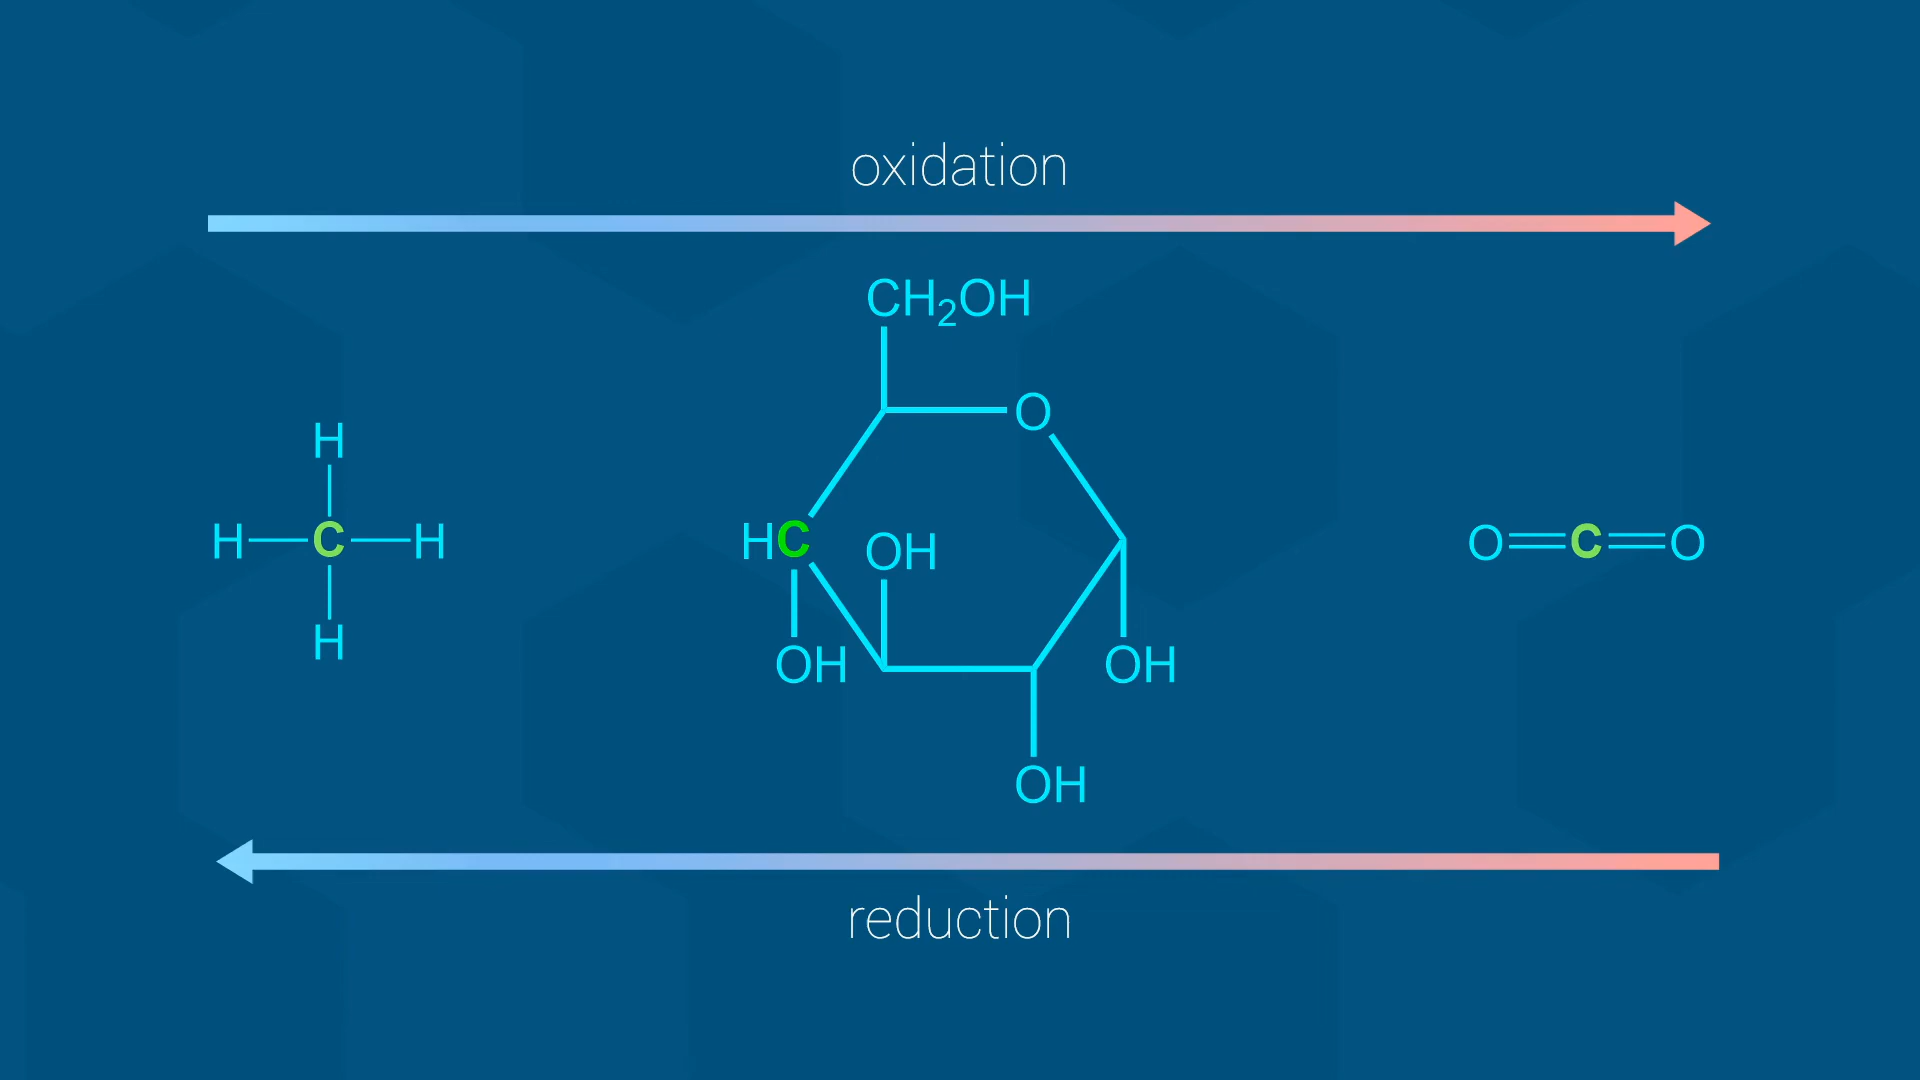 oxidation
CH₂OH
O
H
H C H
H
HC
OH
OH
OH
OH
O C O
reduction